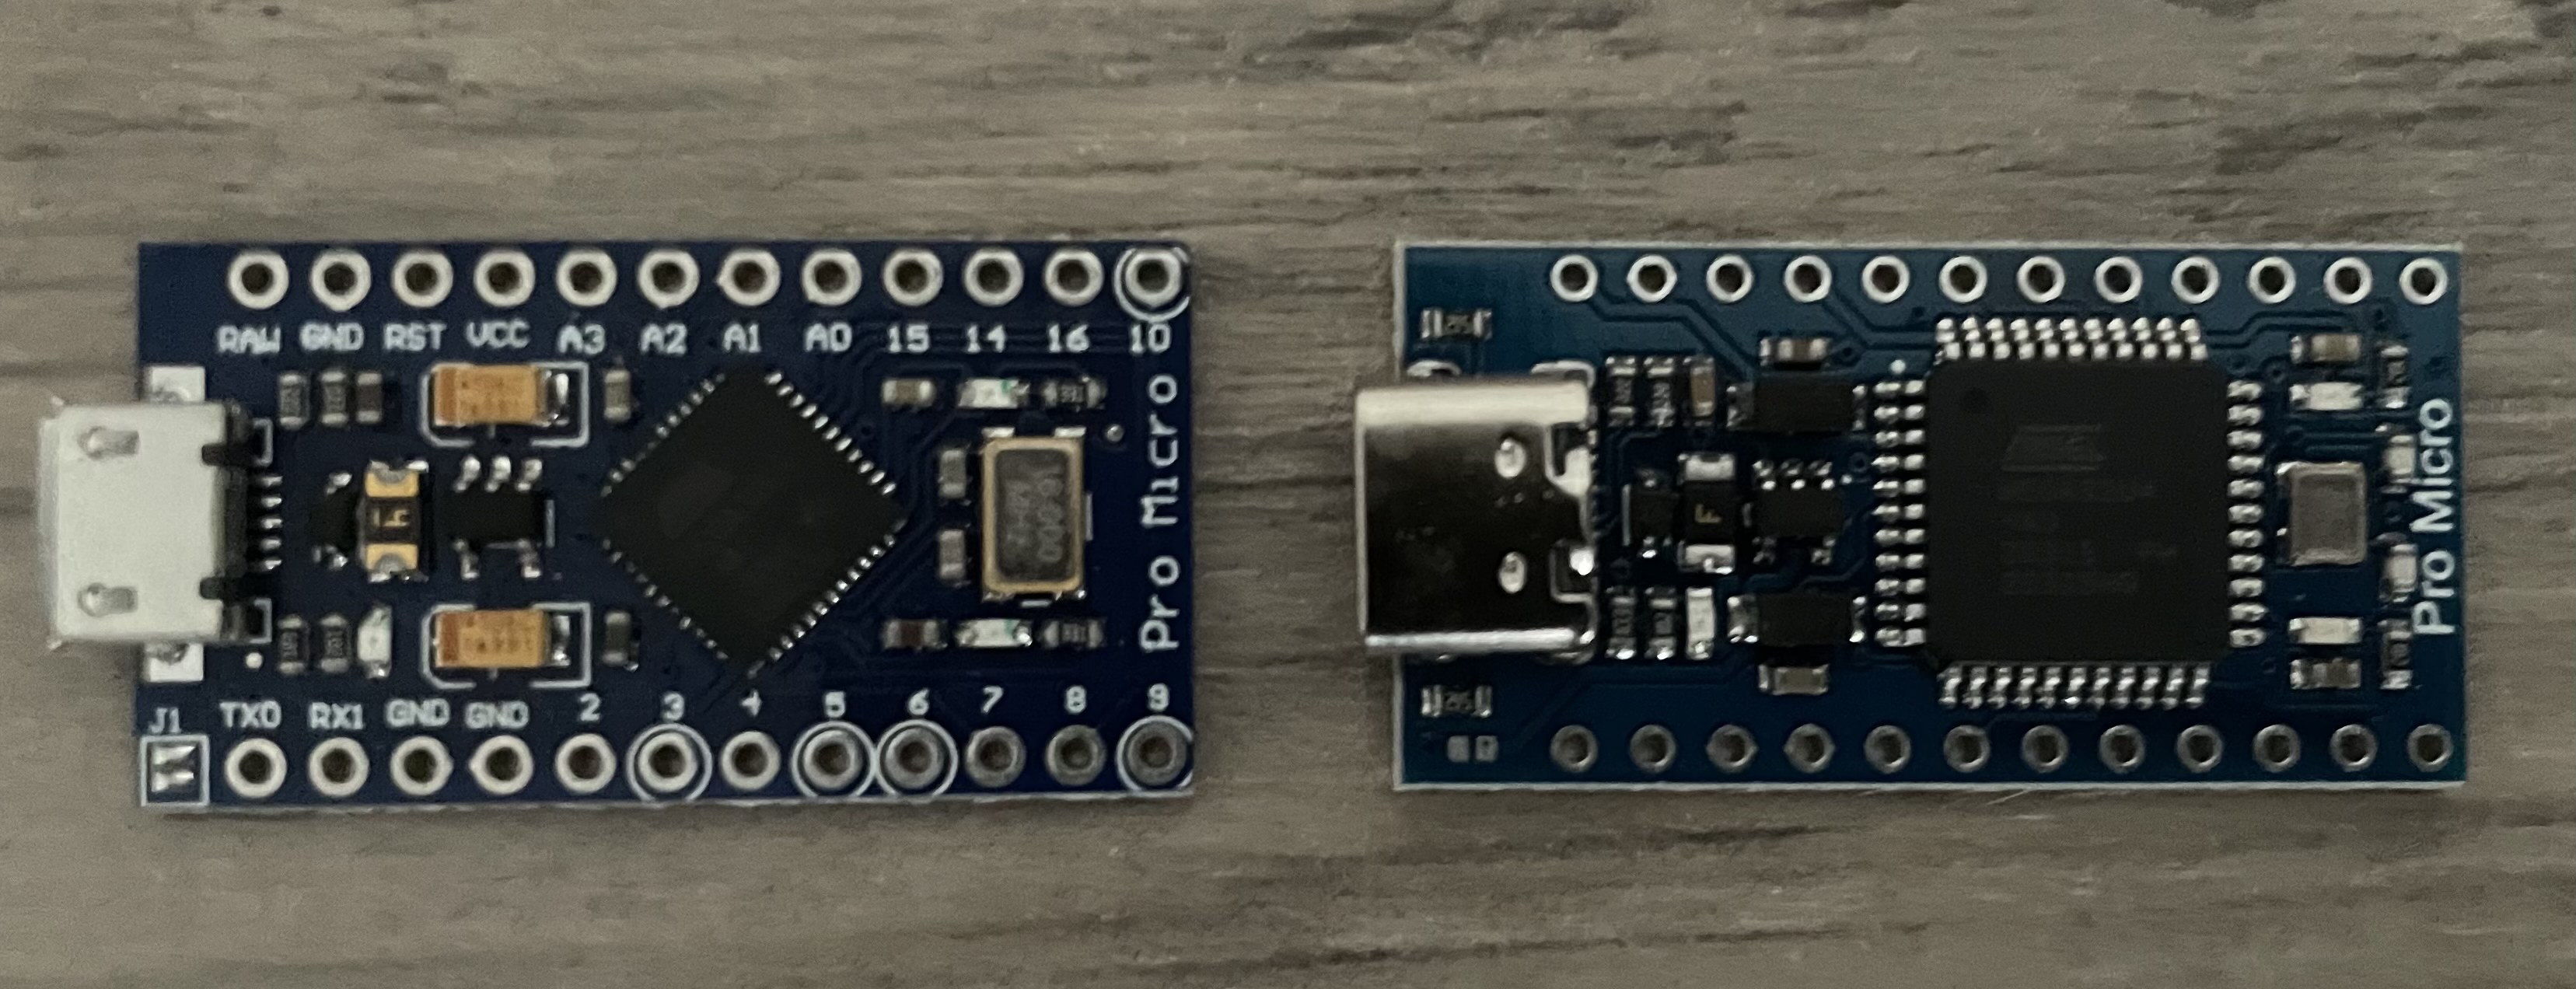 RAW GND RST VCC A3 A2 A1 A0 15 14 16 10
Pro Micro
J1 TX0 RX1 GND GND 2 3 4 5 6 7 8 9
F
Pro Micro